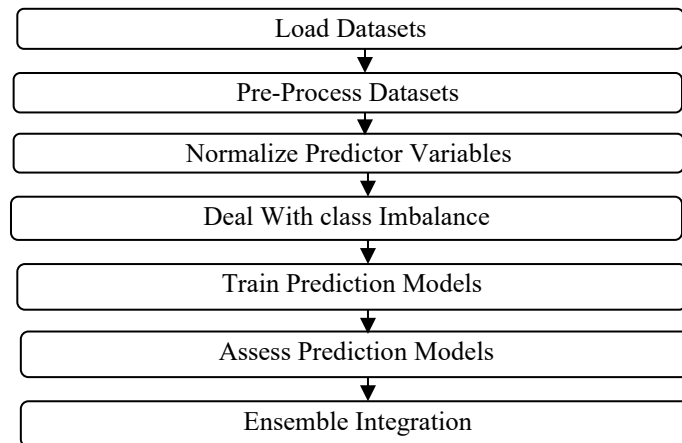 Load Datasets
Pre-Process Datasets
Normalize Predictor Variables
Deal With class Imbalance
Train Prediction Models
Assess Prediction Models
Ensemble Integration